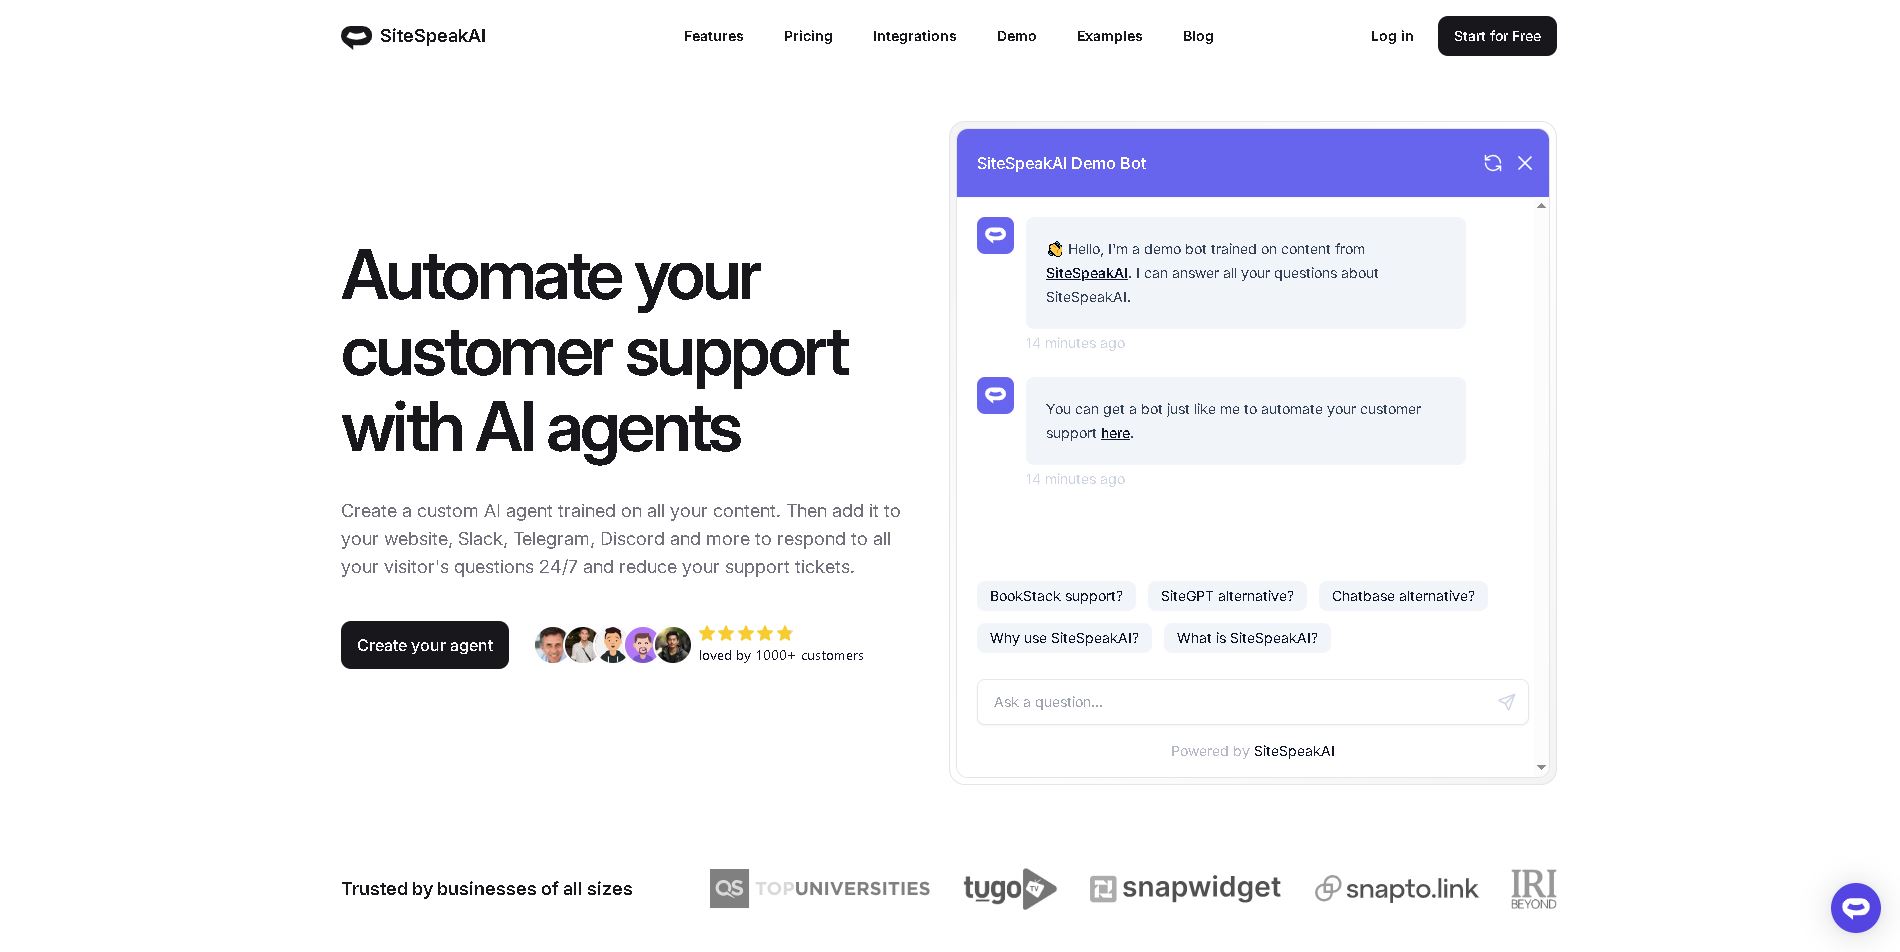 SiteSpeakAI
Features
Pricing
Integrations
Demo
Examples
Blog
Log in
Start for Free
Automate your
customer support
with AI agents
Create a custom AI agent trained on all your content. Then add it to
your website, Slack, Telegram, Discord and more to respond to all
your visitor's questions 24/7 and reduce your support tickets.
Create your agent
loved by 1000+ customers
SiteSpeakAI Demo Bot
👋 Hello, I'm a demo bot trained on content from
SiteSpeakAI. I can answer all your questions about
SiteSpeakAI.
14 minutes ago
You can get a bot just like me to automate your customer
support here.
14 minutes ago
BookStack support?
SiteGPT alternative?
Chatbase alternative?
Why use SiteSpeakAI?
What is SiteSpeakAI?
Ask a question...
Powered by SiteSpeakAI
Trusted by businesses of all sizes
QS TOPUNIVERSITIES
tugo TV
snapwidget
snapto.link
IRI
BEYOND